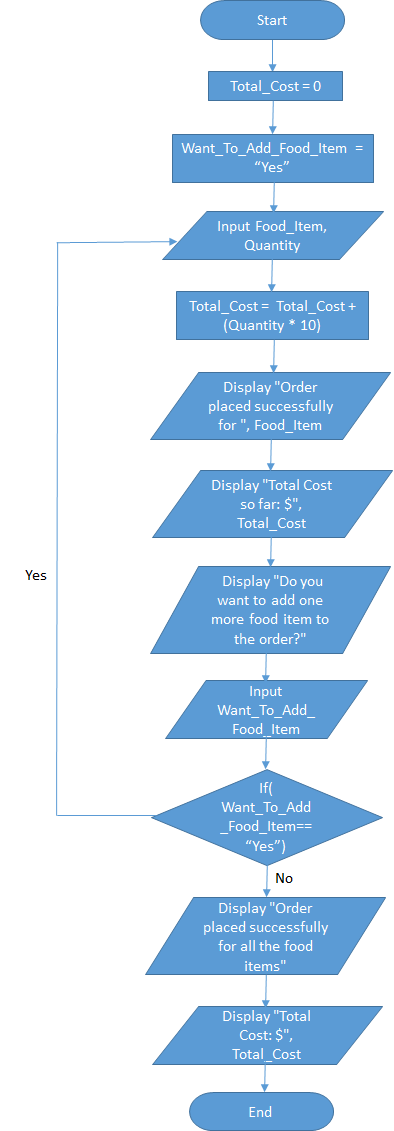 Start
Total_Cost = 0
Want_To_Add_Food_Item =
“Yes”
Input Food_Item,
Quantity
Total_Cost = Total_Cost +
(Quantity * 10)
Display "Order
placed successfully
for ", Food_Item
Display "Total Cost
so far: $",
Total_Cost
Display "Do you
want to add one
more food item to
the order?"
Input
Want_To_Add_
Food_Item
If(
Want_To_Add
_Food_Item==
“Yes”)
Yes
No
Display "Order
placed successfully
for all the food
items"
Display "Total
Cost: $",
Total_Cost
End